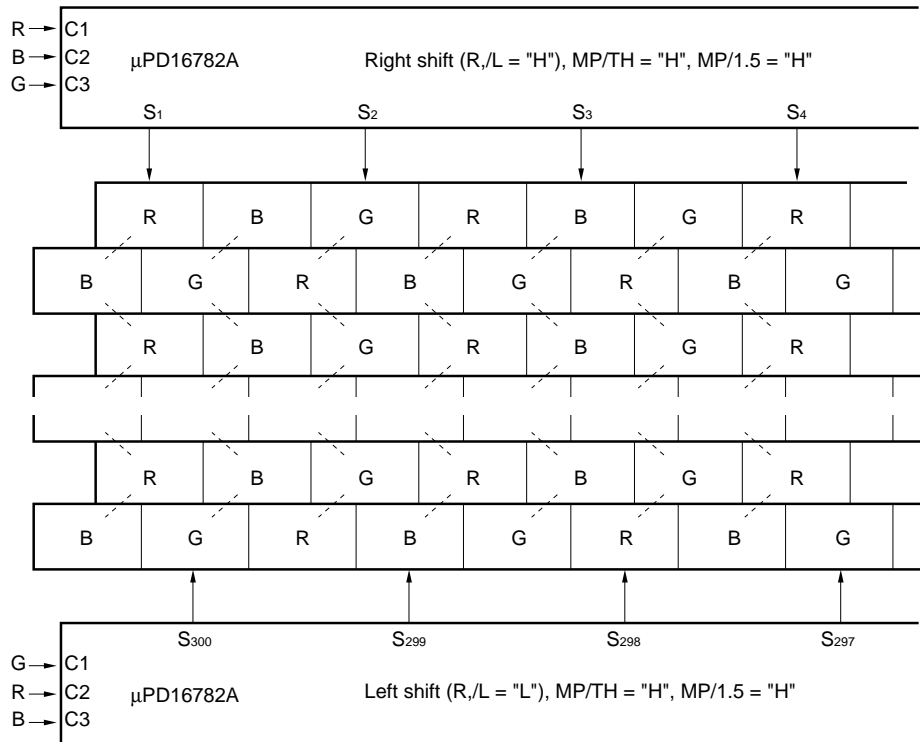 R C1
B C2 μPD16782A Right shift (R,/L = "H"), MP/TH = "H", MP/1.5 = "H"
G C3
S1 S2 S3 S4
R B G R B G R
B G R B G R B G
R B G R B G R
R B G R B G R
B G R B G R B G
S300 S299 S298 S297
G C1
R C2 μPD16782A Left shift (R,/L = "L"), MP/TH = "H", MP/1.5 = "H"
B C3